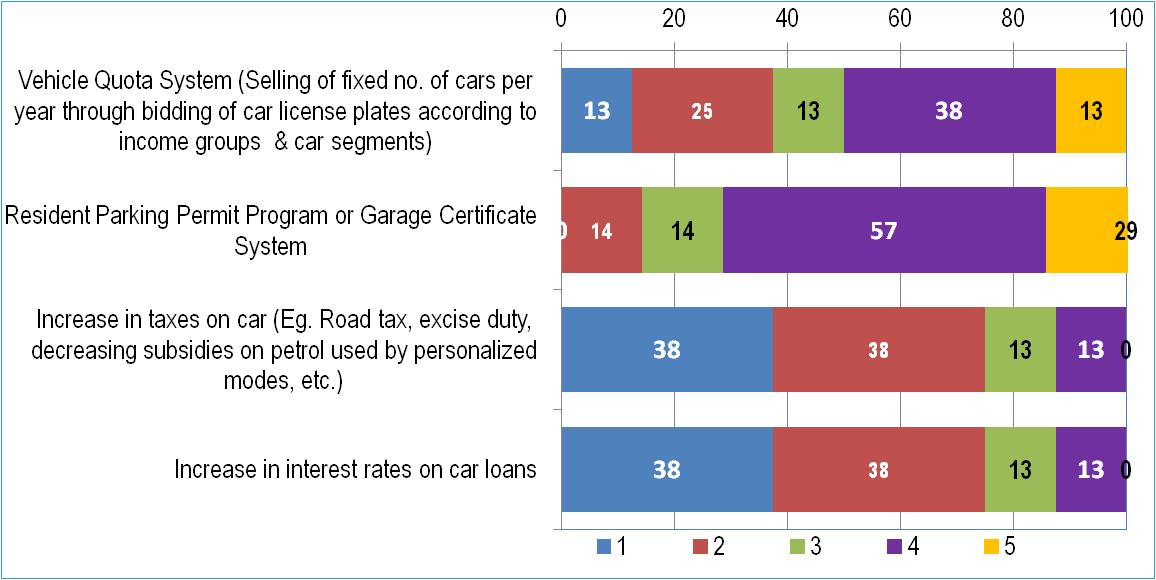 0 20 40 60 80 100
Vehicle Quota System (Selling of fixed no. of cars per
year through bidding of car license plates according to
income groups & car segments)
13 25 13 38 13
Resident Parking Permit Program or Garage Certificate
System
0 14 14 57 29
Increase in taxes on car (Eg. Road tax, excise duty,
decreasing subsidies on petrol used by personalized
modes, etc.)
38 38 13 13 0
Increase in interest rates on car loans
38 38 13 13 0
1 2 3 4 5